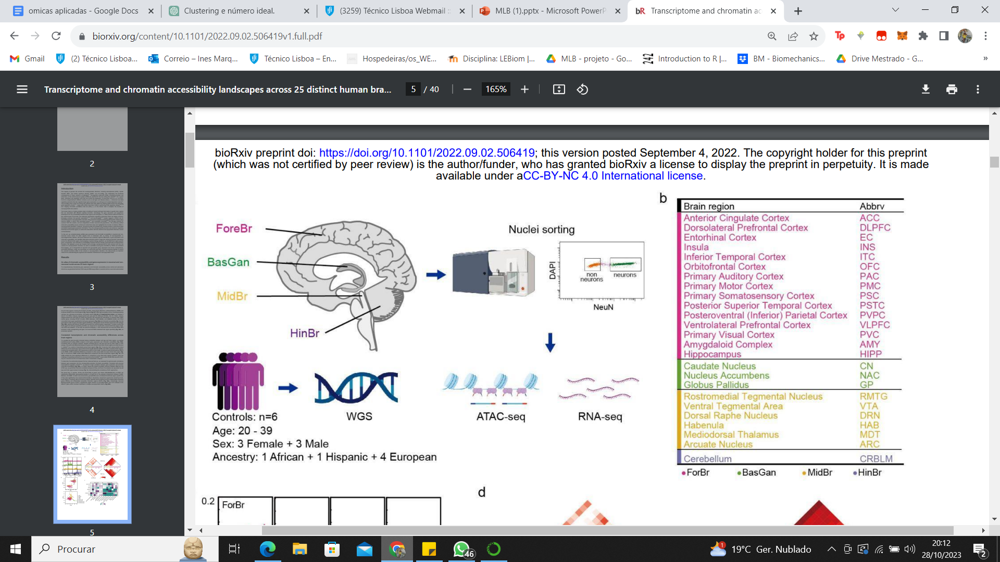 omicas aplicadas - Google Docs
Clustering e número ideal.
(3259) Técnico Lisboa Webmail ::
MLB (1).pptx - Microsoft PowerP
Transcriptome and chromatin ac
biorxiv.org/content/10.1101/2022.09.02.506419v1.full.pdf
Gmail
(2) Técnico Lisboa...
Correio – Ines Marq...
Técnico Lisboa – En...
Hospedeiras/os_WE...
Disciplina: LEBiom |...
MLB - projeto - Go...
Introduction to R |...
BM - Biomechanics...
Drive Mestrado - G...
»
Transcriptome and chromatin accessibility landscapes across 25 distinct human bra...
5 / 40
165%
2
3
4
5
bioRxiv preprint doi: https://doi.org/10.1101/2022.09.02.506419; this version posted September 4, 2022. The copyright holder for this preprint
(which was not certified by peer review) is the author/funder, who has granted bioRxiv a license to display the preprint in perpetuity. It is made
available under aCC-BY-NC 4.0 International license.
ForeBr
BasGan
MidBr
HinBr
Nuclei sorting
DAPI
non
neurons
neurons
NeuN
Controls: n=6
Age: 20 - 39
Sex: 3 Female + 3 Male
Ancestry: 1 African + 1 Hispanic + 4 European
WGS
ATAC-seq
RNA-seq
b
Brain region Abbrv
Anterior Cingulate Cortex ACC
Dorsolateral Prefrontal Cortex DLPFC
Entorhinal Cortex EC
Insula INS
Inferior Temporal Cortex ITC
Orbitofrontal Cortex OFC
Primary Auditory Cortex PAC
Primary Motor Cortex PMC
Primary Somatosensory Cortex PSC
Posterior Superior Temporal Cortex PSTC
Posteroventral (Inferior) Parietal Cortex PVPC
Ventrolateral Prefrontal Cortex VLPFC
Primary Visual Cortex PVC
Amygdaloid Complex AMY
Hippocampus HIPP
Caudate Nucleus CN
Nucleus Accumbens NAC
Globus Pallidus GP
Rostromedial Tegmental Nucleus RMTG
Ventral Tegmental Area VTA
Dorsal Raphe Nucleus DRN
Habenula HAB
Mediodorsal Thalamus MDT
Arcuate Nucleus ARC
Cerebellum CRBLM
ForBr BasGan MidBr HinBr
0.2
ForBr
d
Procurar
46
1
19°C Ger. Nublado
20:12
28/10/2023
2